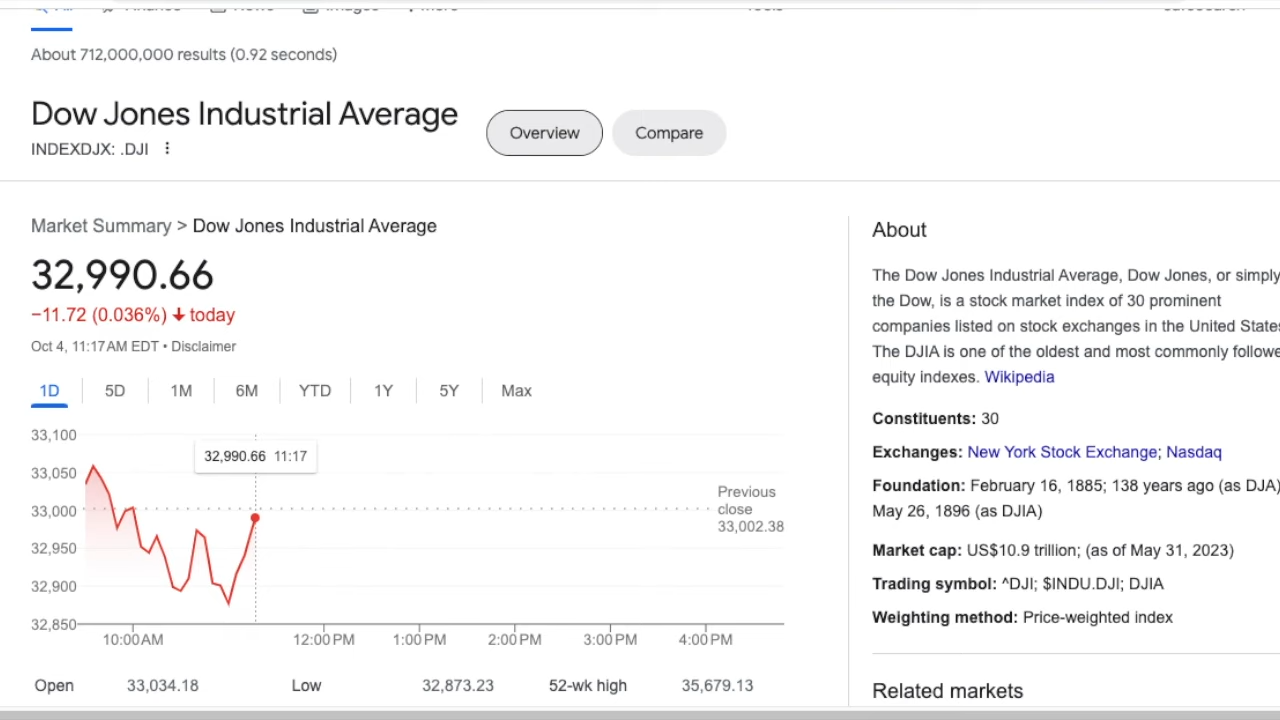 About 712,000,000 results (0.92 seconds)
Dow Jones Industrial Average
INDEXDJX: .DJI
Overview
Compare
Market Summary > Dow Jones Industrial Average
32,990.66
−11.72 (0.036%) today
Oct 4, 11:17 AM EDT • Disclaimer
1D 5D 1M 6M YTD 1Y 5Y Max
33,100
33,050
33,000
32,950
32,900
32,850
32,990.66 11:17
Previous
close
33,002.38
10:00 AM 12:00 PM 1:00 PM 2:00 PM 3:00 PM 4:00 PM
Open 33,034.18 Low 32,873.23 52-wk high 35,679.13
About
The Dow Jones Industrial Average, Dow Jones, or simply
the Dow, is a stock market index of 30 prominent
companies listed on stock exchanges in the United States
The DJIA is one of the oldest and most commonly followe
equity indexes. Wikipedia
Constituents: 30
Exchanges: New York Stock Exchange; Nasdaq
Foundation: February 16, 1885; 138 years ago (as DJA)
May 26, 1896 (as DJIA)
Market cap: US$10.9 trillion; (as of May 31, 2023)
Trading symbol: ^DJI; $INDU.DJI; DJIA
Weighting method: Price-weighted index
Related markets